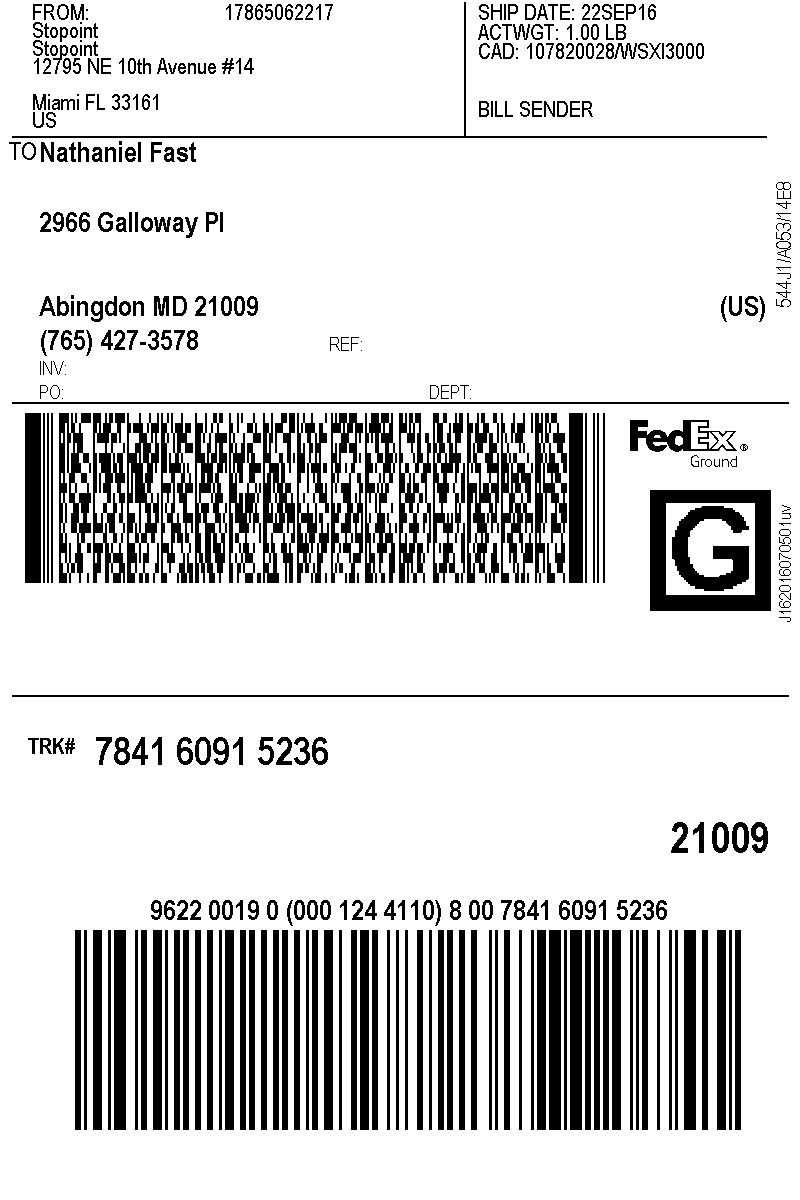 FROM: 17865062217
Stopoint
Stopoint
12795 NE 10th Avenue #14
Miami FL 33161
US
SHIP DATE: 22SEP16
ACTWGT: 1.00 LB
CAD: 107820028/WSXI3000
BILL SENDER
TO Nathaniel Fast
2966 Galloway Pl
Abingdon MD 21009 (US)
(765) 427-3578
REF:
INV:
PO: DEPT:
544J1/A053/14E8
FedEx®
Ground
G
J162016070501uv
TRK# 7841 6091 5236
21009
9622 0019 0 (000 124 4110) 8 00 7841 6091 5236